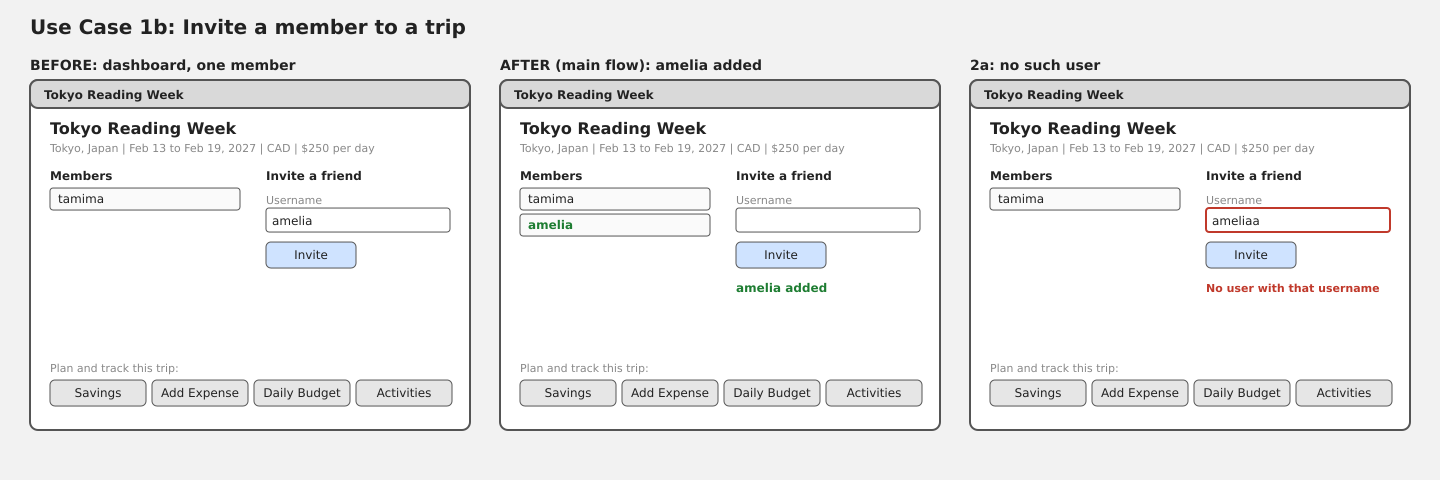 Use Case 1b: Invite a member to a trip
BEFORE: dashboard, one member
Tokyo Reading Week
Tokyo Reading Week
Tokyo, Japan | Feb 13 to Feb 19, 2027 | CAD | $250 per day
Members
tamima
Invite a friend
Username
amelia
Invite
Plan and track this trip:
Savings
Add Expense
Daily Budget
Activities
AFTER (main flow): amelia added
Tokyo Reading Week
Tokyo Reading Week
Tokyo, Japan | Feb 13 to Feb 19, 2027 | CAD | $250 per day
Members
tamima
amelia
Invite a friend
Username
Invite
amelia added
Plan and track this trip:
Savings
Add Expense
Daily Budget
Activities
2a: no such user
Tokyo Reading Week
Tokyo Reading Week
Tokyo, Japan | Feb 13 to Feb 19, 2027 | CAD | $250 per day
Members
tamima
Invite a friend
Username
ameliaa
Invite
No user with that username
Plan and track this trip:
Savings
Add Expense
Daily Budget
Activities